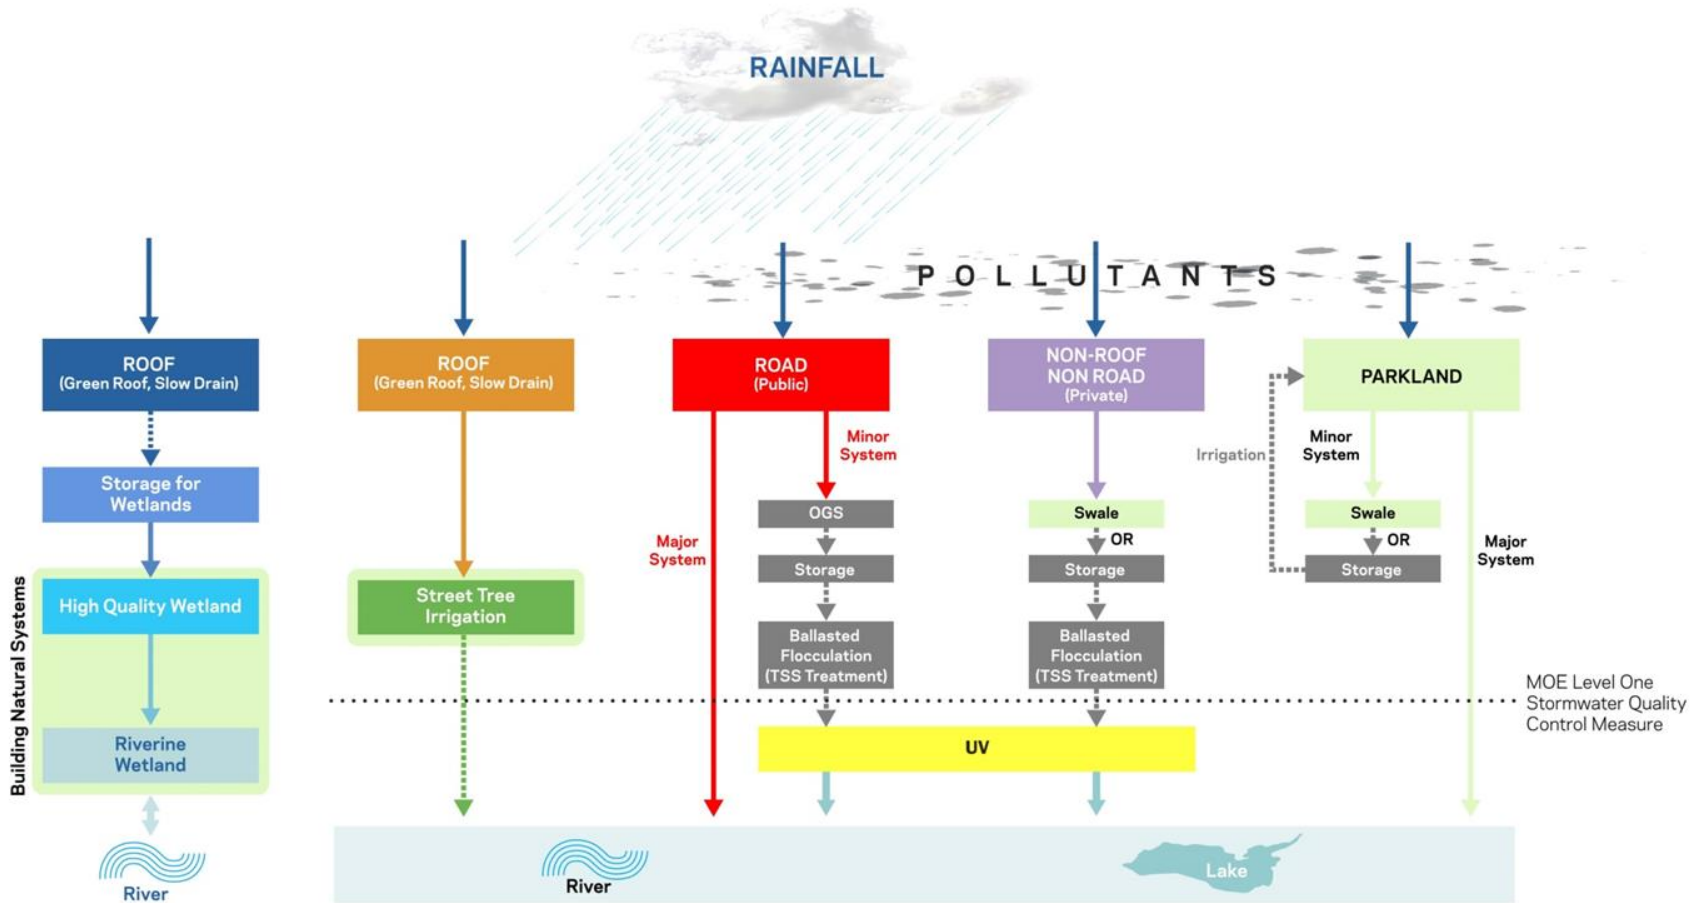 RAINFALL
POLLUTANTS
ROOF
(Green Roof, Slow Drain)
ROOF
(Green Roof, Slow Drain)
ROAD
(Public)
NON-ROOF
NON ROAD
(Private)
PARKLAND
Minor
System
Irrigation
Minor
System
Storage for
Wetlands
OGS
Swale
Swale
OR
OR
Major
System
Major
System
Storage
Storage
Storage
Building Natural Systems
High Quality Wetland
Street Tree
Irrigation
Ballasted
Flocculation
(TSS Treatment)
Ballasted
Flocculation
(TSS Treatment)
MOE Level One
Stormwater Quality
Control Measure
Riverine
Wetland
UV
River
River
Lake